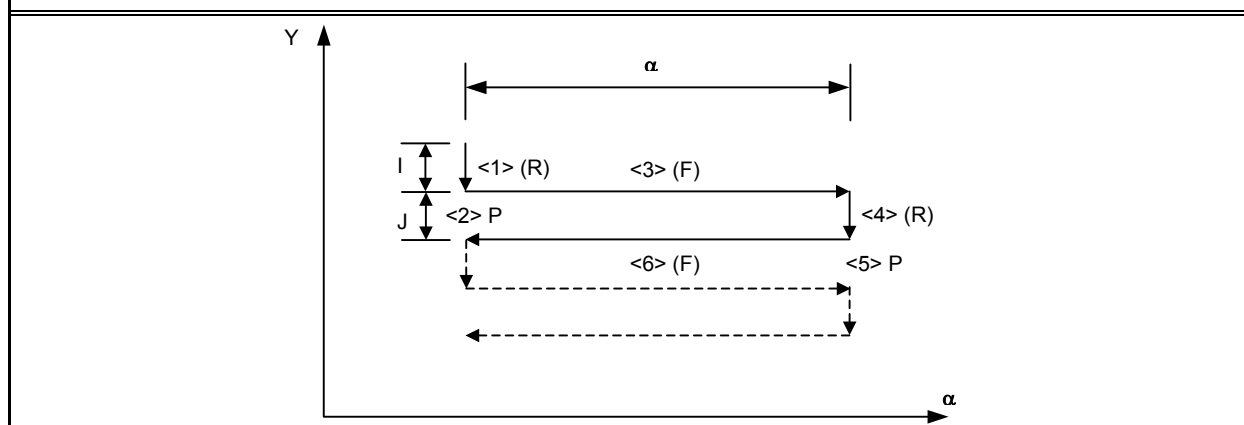 Y
α
I <1> (R) <3> (F)
J <2> P <4> (R)
<6> (F) <5> P
α